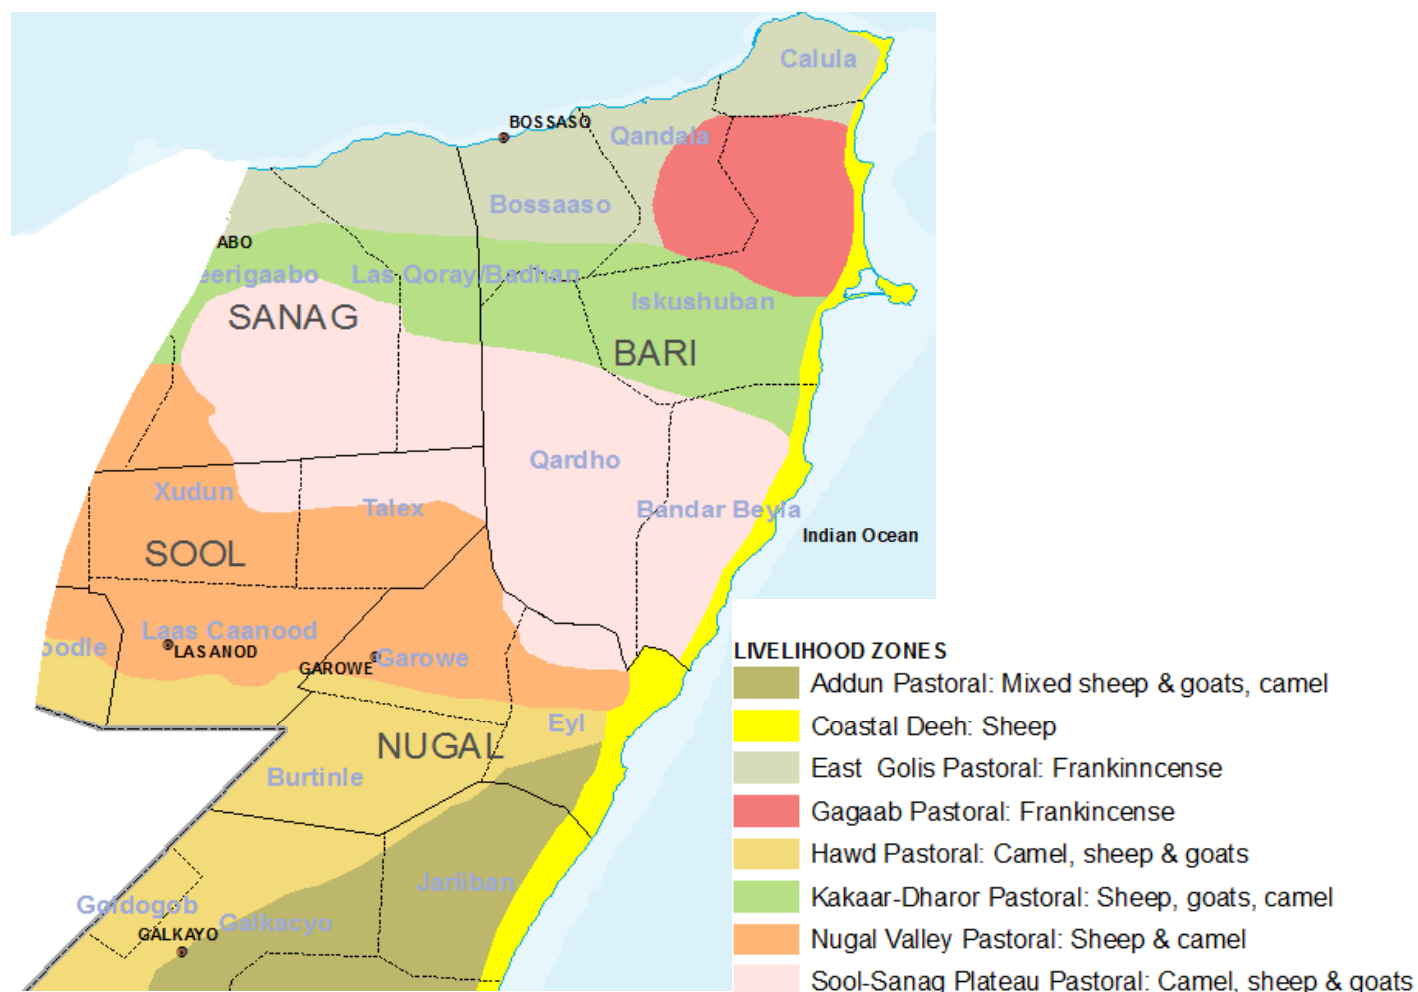 Calula
BOSSASO
Qandala
Bossaaso
ABO
eerigaabo
Las Qoray/Badhan
Iskushuban
SANAG
BARI
Qardho
Xudun
Talex
Bandar Beyla
Indian Ocean
SOOL
Laas Caanood
oodle
LAS ANOD
GAROWE
Garowe
Eyl
NUGAL
Burtinle
Jariiban
Goldogob
Galkacyo
GALKAYO
LIVELIHOOD ZONES
Addun Pastoral: Mixed sheep & goats, camel
Coastal Deeh: Sheep
East Golis Pastoral: Frankinncense
Gagaab Pastoral: Frankincense
Hawd Pastoral: Camel, sheep & goats
Kakaar-Dharor Pastoral: Sheep, goats, camel
Nugal Valley Pastoral: Sheep & camel
Sool-Sanag Plateau Pastoral: Camel, sheep & goats